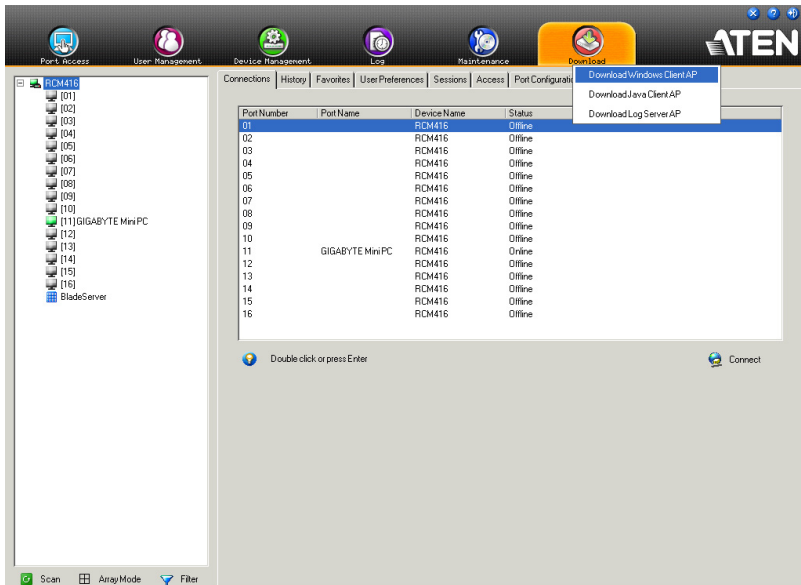 ATEN
Port Access User Management Device Management Log Maintenance Download
Download Windows Client AP
Download Java Client AP
Download Log Server AP
Connections History Favorites User Preferences Sessions Access Port Configurati
RCM416
[01]
[02]
[03]
[04]
[05]
[06]
[07]
[08]
[09]
[10]
[11]GIGABYTE Mini PC
[12]
[13]
[14]
[15]
[16]
BladeServer
Port Number Port Name Device Name Status
01 RCM416 Offline
02 RCM416 Offline
03 RCM416 Offline
04 RCM416 Offline
05 RCM416 Offline
06 RCM416 Offline
07 RCM416 Offline
08 RCM416 Offline
09 RCM416 Offline
10 RCM416 Offline
11 GIGABYTE Mini PC RCM416 Online
12 RCM416 Offline
13 RCM416 Offline
14 RCM416 Offline
15 RCM416 Offline
16 RCM416 Offline
Double click or press Enter Connect
Scan Array Mode Filter